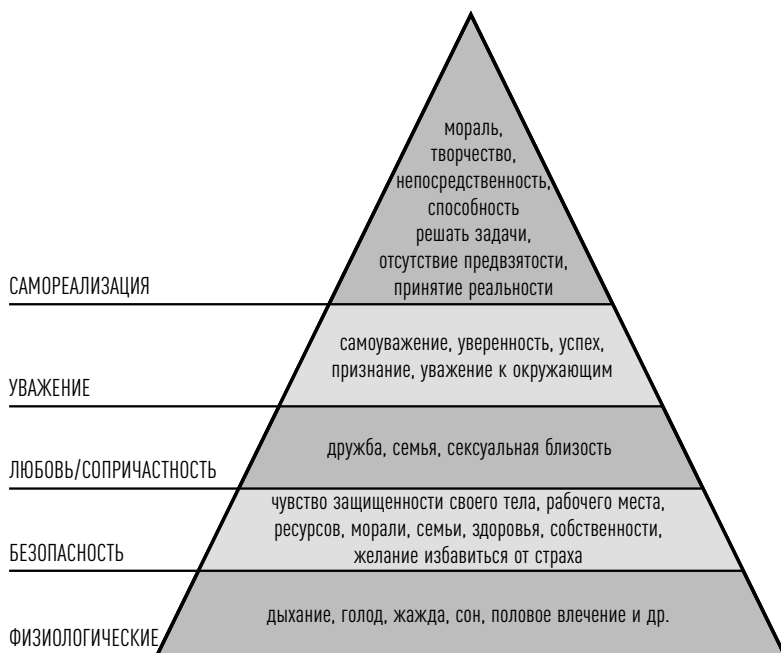 мораль,
творчество,
непосредственность,
способность
решать задачи,
отсутствие предвзятости,
принятие реальности
САМОРЕАЛИЗАЦИЯ
самоуважение, уверенность, успех,
признание, уважение к окружающим
УВАЖЕНИЕ
дружба, семья, сексуальная близость
ЛЮБОВЬ/СОПРИЧАСТНОСТЬ
чувство защищенности своего тела, рабочего места,
ресурсов, морали, семьи, здоровья, собственности,
желание избавиться от страха
БЕЗОПАСНОСТЬ
дыхание, голод, жажда, сон, половое влечение и др.
ФИЗИОЛОГИЧЕСКИЕ